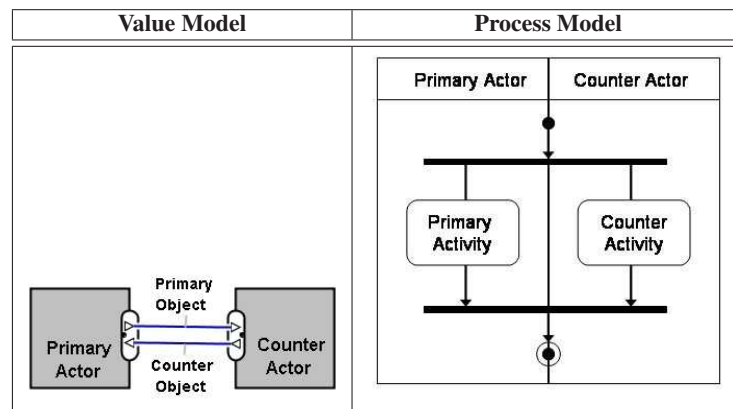 Value Model
Process Model
Primary Object
Primary Actor
Counter Actor
Counter Object
Primary Actor
Counter Actor
Primary Activity
Counter Activity